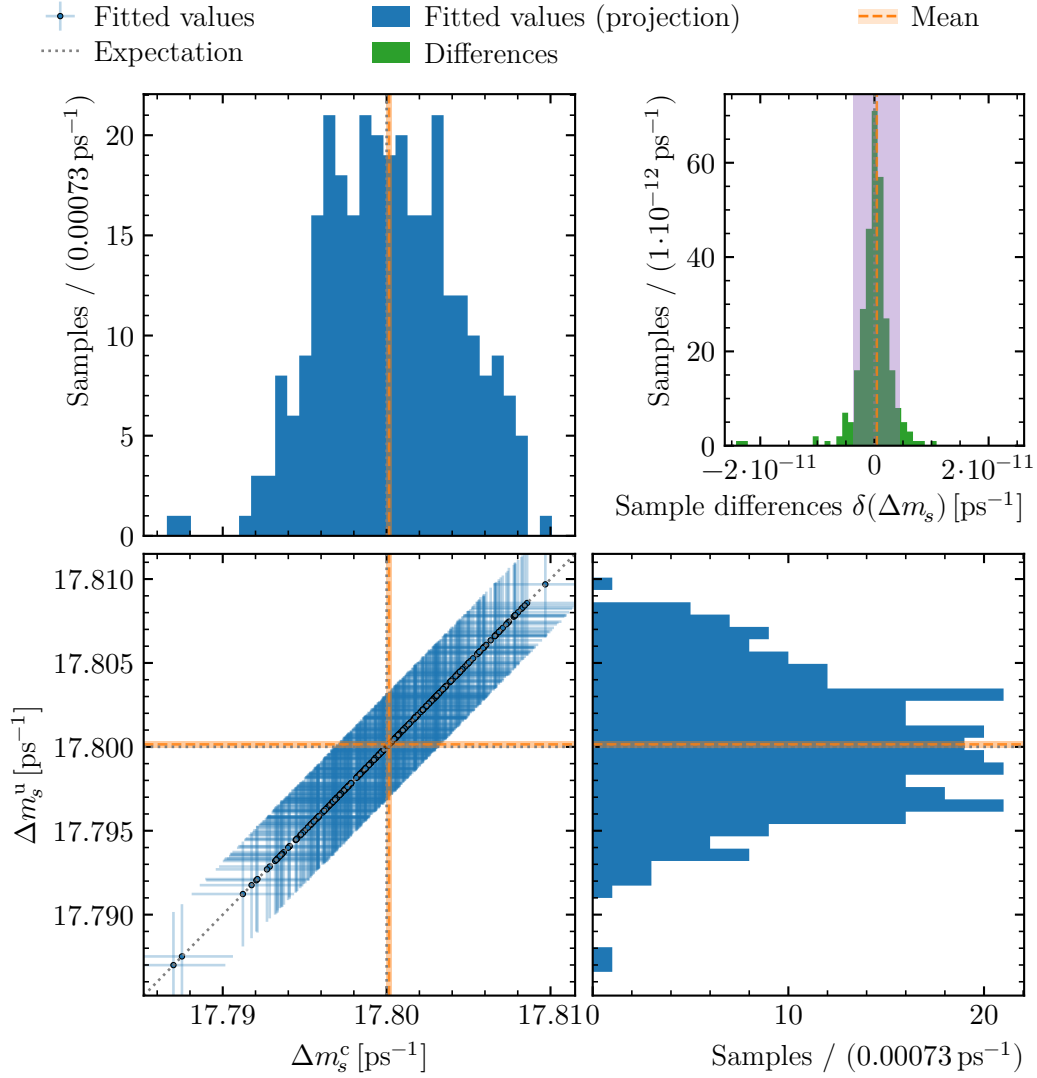 Fitted values
Expectation
Fitted values (projection)
Differences
Mean
Samples / (0.00073 ps⁻¹)
20
15
10
5
0
Samples / (1·10⁻¹² ps⁻¹)
60
40
20
0
−2·10⁻¹¹
0
2·10⁻¹¹
Sample differences δ(Δmₛ) [ps⁻¹]
Δmₛᵘ [ps⁻¹]
17.810
17.805
17.800
17.795
17.790
17.79
17.80
17.810
Δmₛᶜ [ps⁻¹]
0
10
20
Samples / (0.00073 ps⁻¹)